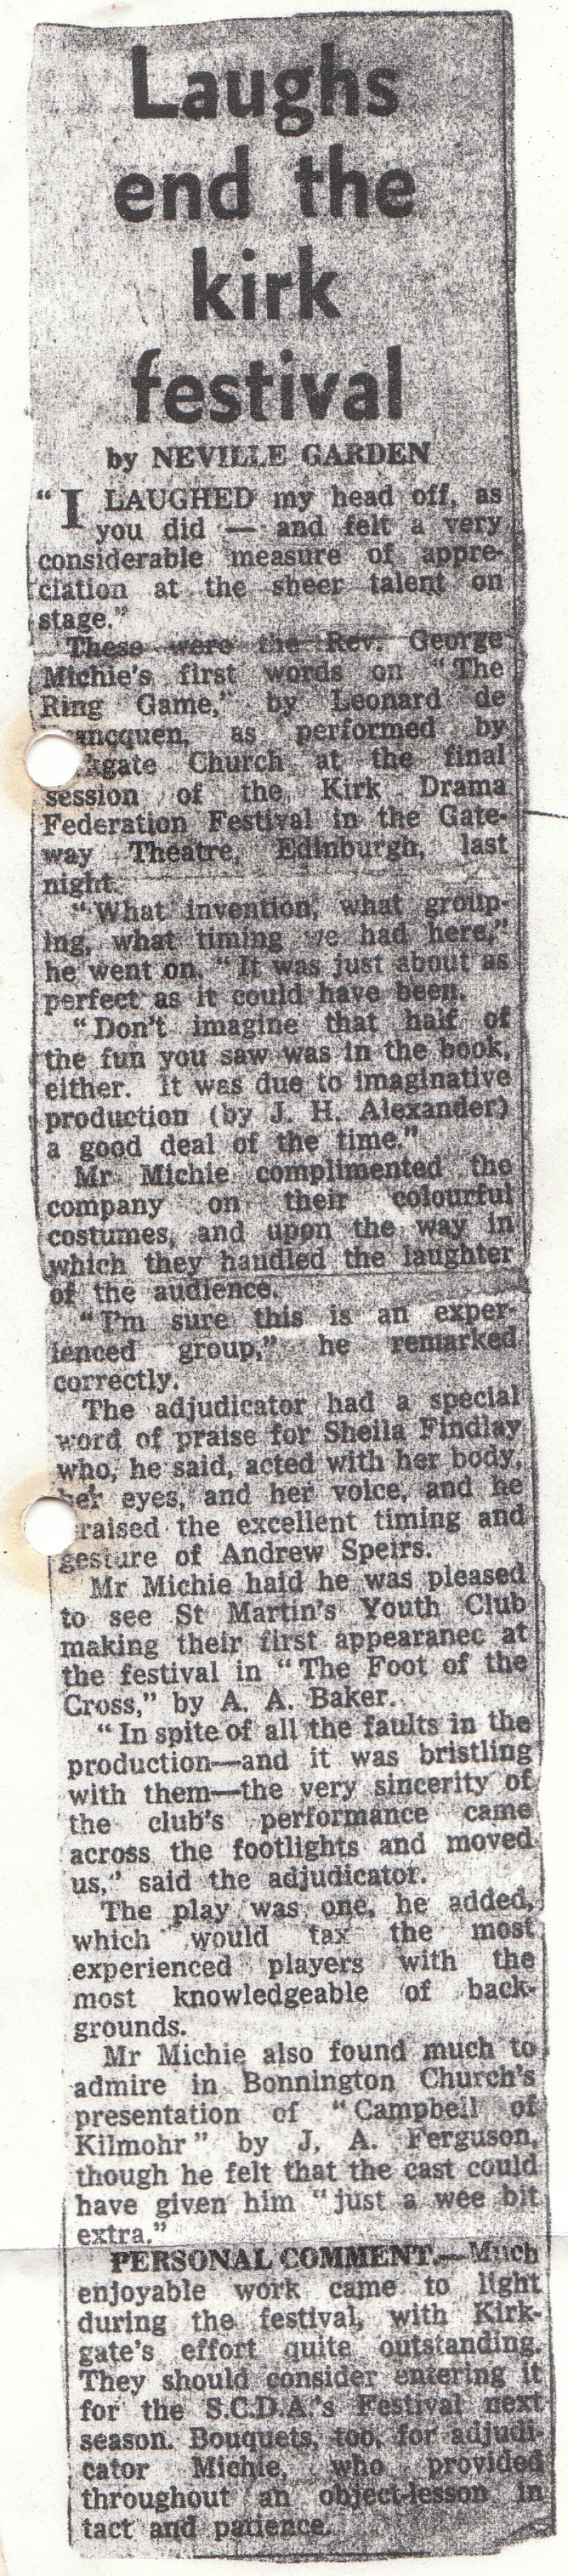 Laughs
end the
kirk
festival
by NEVILLE GARDEN
“I LAUGHED my head off, as
you did — and felt a very
considerable measure of appre-
ciation at the sheer talent on
stage.”
These were the Rev. George
Michie's first words on “The
Ring Game,” by Leonard de
ancquen, as performed by
kgate Church at the final
session of the Kirk Drama
Federation Festival in the Gate-
way Theatre, Edinburgh, last
night.
“What invention, what group-
ing, what timing we had here,”
he went on. “It was just about as
perfect as it could have been.
“Don't imagine that half of
the fun you saw was in the book,
either. It was due to imaginative
production (by J. H. Alexander)
a good deal of the time.”
Mr Michie complimented the
company on their colourful
costumes, and upon the way in
which they handled the laughter
of the audience.
“I'm sure this is an exper-
ienced group,” he remarked
correctly.
The adjudicator had a special
word of praise for Sheila Findlay
who, he said, acted with her body,
her eyes, and her voice, and he
raised the excellent timing and
gesture of Andrew Speirs.
Mr Michie haid he was pleased
to see St Martin's Youth Club
making their first appearanec at
the festival in “The Foot of the
Cross,” by A. A. Baker.
“In spite of all the faults in the
production—and it was bristling
with them—the very sincerity of
the club's performance came
across the footlights and moved
us,” said the adjudicator.
The play was one, he added,
which would tax the most
experienced players with the
most knowledgeable of back-
grounds.
Mr Michie also found much to
admire in Bonnington Church's
presentation of “Campbell of
Kilmohr” by J. A. Ferguson,
though he felt that the cast could
have given him “just a wee bit
extra.”
PERSONAL COMMENT.—Much
enjoyable work came to light
during the festival, with Kirk-
gate's effort quite outstanding.
They should consider entering it
for the S.C.D.A.'s Festival next
season. Bouquets, too, for adjudi-
cator Michie, who provided
throughout an object-lesson in
tact and patience.